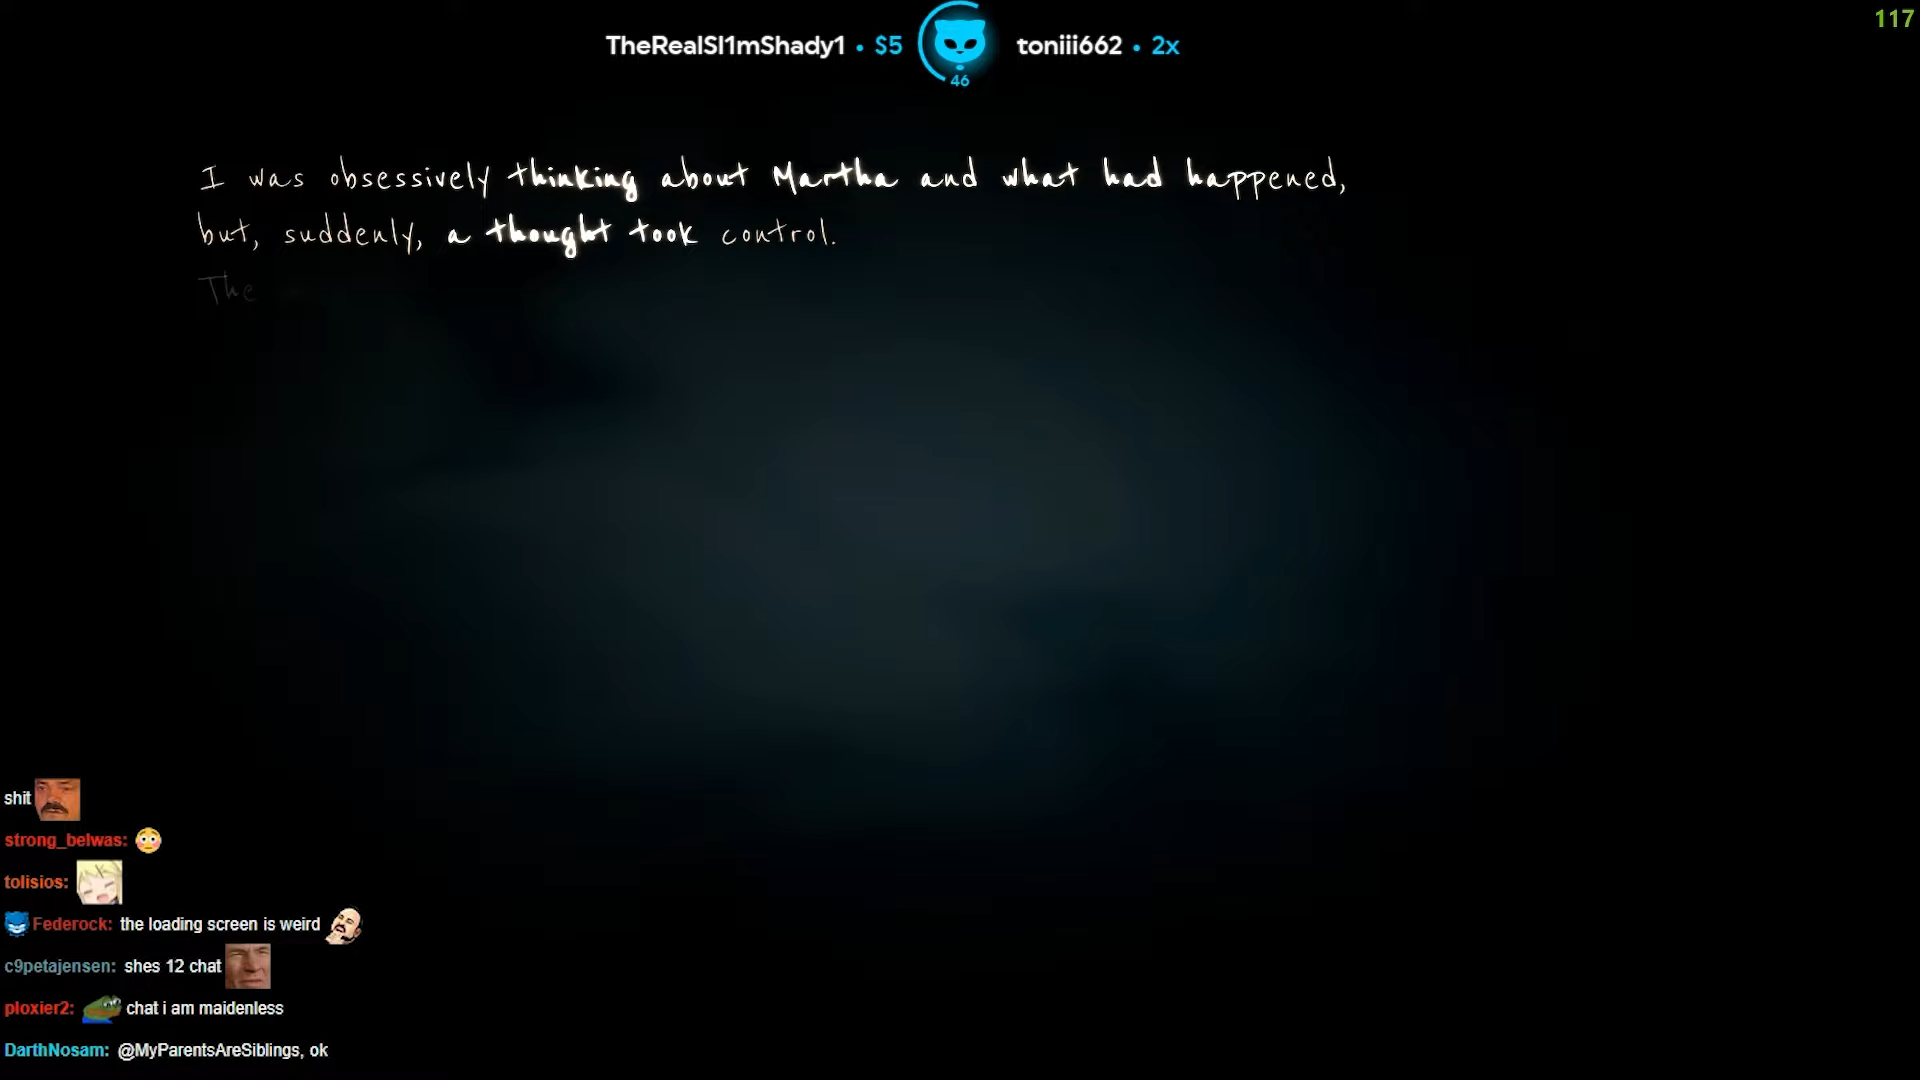 117
TheRealSl1mShady1 • $5 46 toniii662 • 2x
I was obsessively thinking about Martha and what had happened,
but, suddenly, a thought took control.
The
shit
strong_belwas:
tolisios:
Federock: the loading screen is weird
c9petajensen: shes 12 chat
ploxier2: chat i am maidenless
DarthNosam: @MyParentsAreSiblings, ok